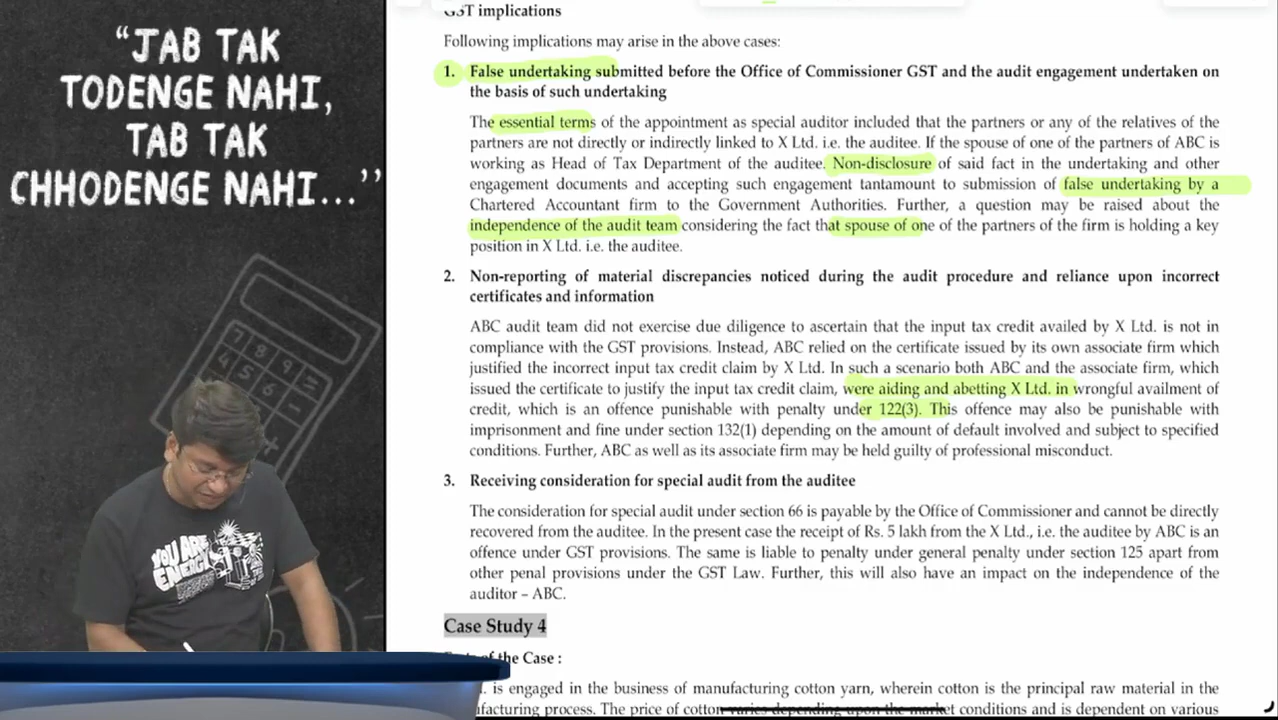 “JAB TAK
TODENGE NAHI,
TAB TAK
CHHODENGE NAHI...’’
GST implications
Following implications may arise in the above cases:
1. False undertaking submitted before the Office of Commissioner GST and the audit engagement undertaken on
the basis of such undertaking
The essential terms of the appointment as special auditor included that the partners or any of the relatives of the
partners are not directly or indirectly linked to X Ltd. i.e. the auditee. If the spouse of one of the partners of ABC is
working as Head of Tax Department of the auditee. Non-disclosure of said fact in the undertaking and other
engagement documents and accepting such engagement tantamount to submission of false undertaking by a
Chartered Accountant firm to the Government Authorities. Further, a question may be raised about the
independence of the audit team considering the fact that spouse of one of the partners of the firm is holding a key
position in X Ltd. i.e. the auditee.
2. Non-reporting of material discrepancies noticed during the audit procedure and reliance upon incorrect
certificates and information
ABC audit team did not exercise due diligence to ascertain that the input tax credit availed by X Ltd. is not in
compliance with the GST provisions. Instead, ABC relied on the certificate issued by its own associate firm which
justified the incorrect input tax credit claim by X Ltd. In such a scenario both ABC and the associate firm, which
issued the certificate to justify the input tax credit claim, were aiding and abetting X Ltd. in wrongful availment of
credit, which is an offence punishable with penalty under 122(3). This offence may also be punishable with
imprisonment and fine under section 132(1) depending on the amount of default involved and subject to specified
conditions. Further, ABC as well as its associate firm may be held guilty of professional misconduct.
3. Receiving consideration for special audit from the auditee
The consideration for special audit under section 66 is payable by the Office of Commissioner and cannot be directly
recovered from the auditee. In the present case the receipt of Rs. 5 lakh from the X Ltd., i.e. the auditee by ABC is an
offence under GST provisions. The same is liable to penalty under general penalty under section 125 apart from
other penal provisions under the GST Law. Further, this will also have an impact on the independence of the
auditor – ABC.
Case Study 4
of the Case :
is engaged in the business of manufacturing cotton yarn, wherein cotton is the principal raw material in the
process. The price of cotton varies depending upon the market conditions and is dependent on various
YOU ARE
ENERGY
7 8 9
4 5 6